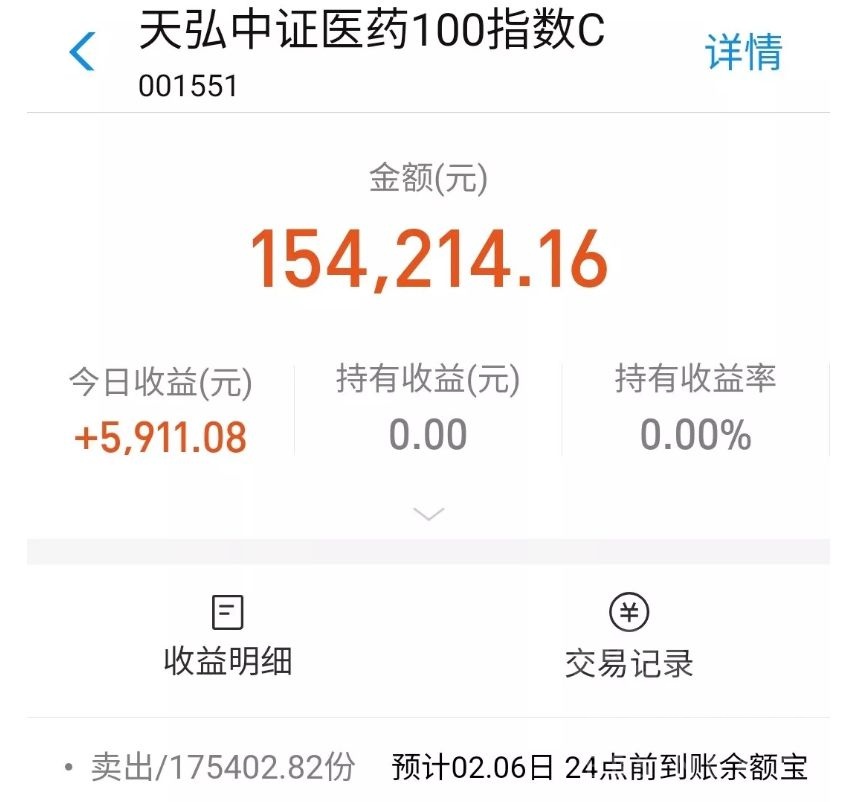 天弘中证医药100指数C
001551
详情
金额(元)
154,214.16
今日收益(元) 持有收益(元) 持有收益率
+5,911.08 0.00 0.00%
收益明细 交易记录
• 卖出/175402.82份 预计02.06日 24点前到账余额宝